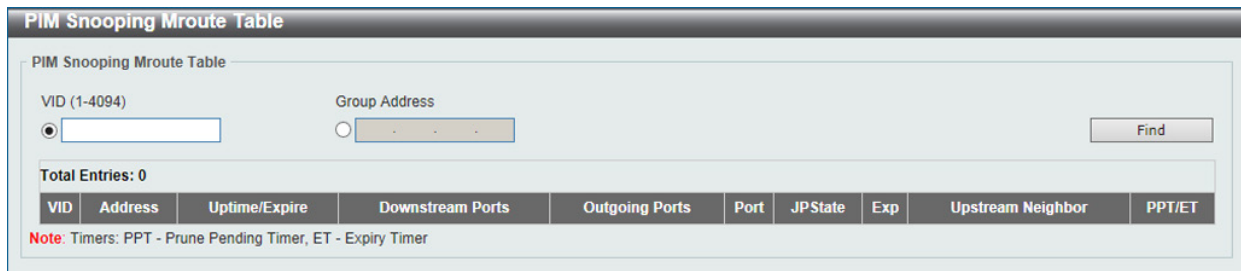 PIM Snooping Mroute Table
PIM Snooping Mroute Table
VID (1-4094) Group Address
Find
Total Entries: 0
VID Address Uptime/Expire Downstream Ports Outgoing Ports Port JPState Exp Upstream Neighbor PPT/ET
Note: Timers: PPT - Prune Pending Timer, ET - Expiry Timer